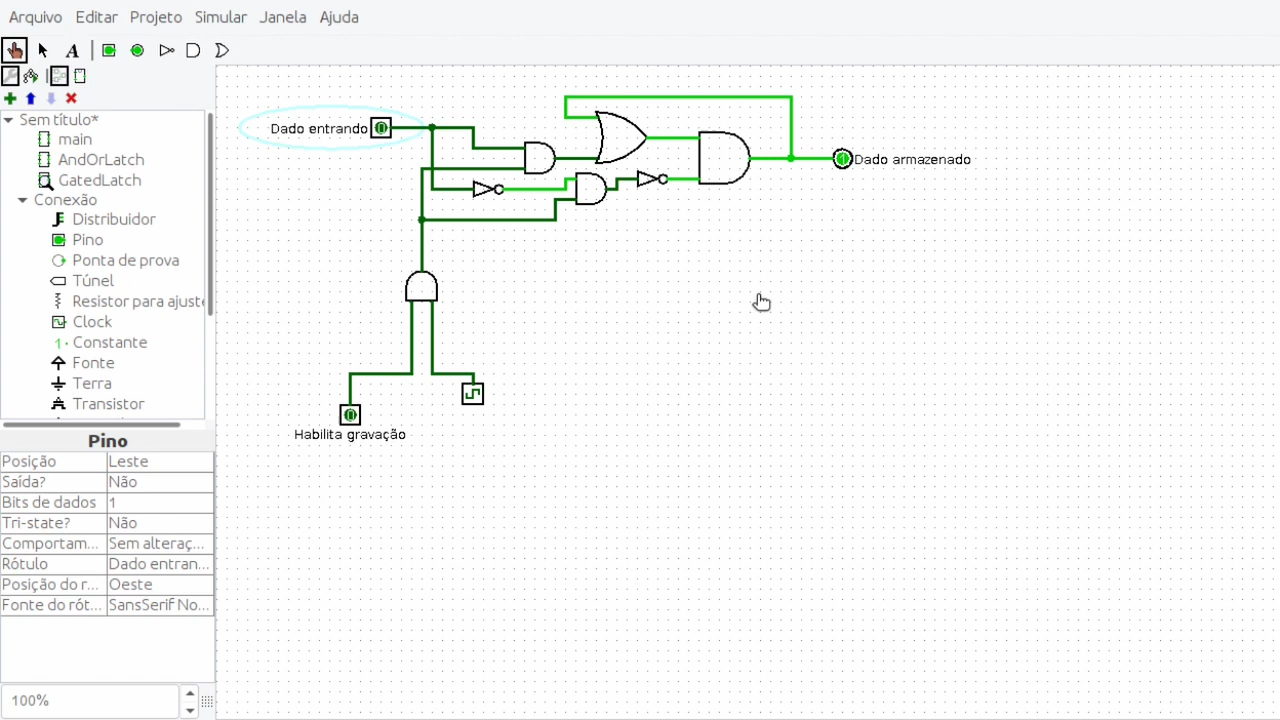 Arquivo Editar Projeto Simular Janela Ajuda
A
Sem título*
main
AndOrLatch
GatedLatch
Conexão
Distribuidor
Pino
Ponta de prova
Túnel
Resistor para ajuste
Clock
Constante
Fonte
Terra
Transistor
Pino
Posição Leste
Saída? Não
Bits de dados 1
Tri-state? Não
Comportam... Sem alteraç...
Rótulo Dado entran...
Posição do r... Oeste
Fonte do rót... SansSerif No...
100%
Dado entrando
Dado armazenado
Habilita gravação